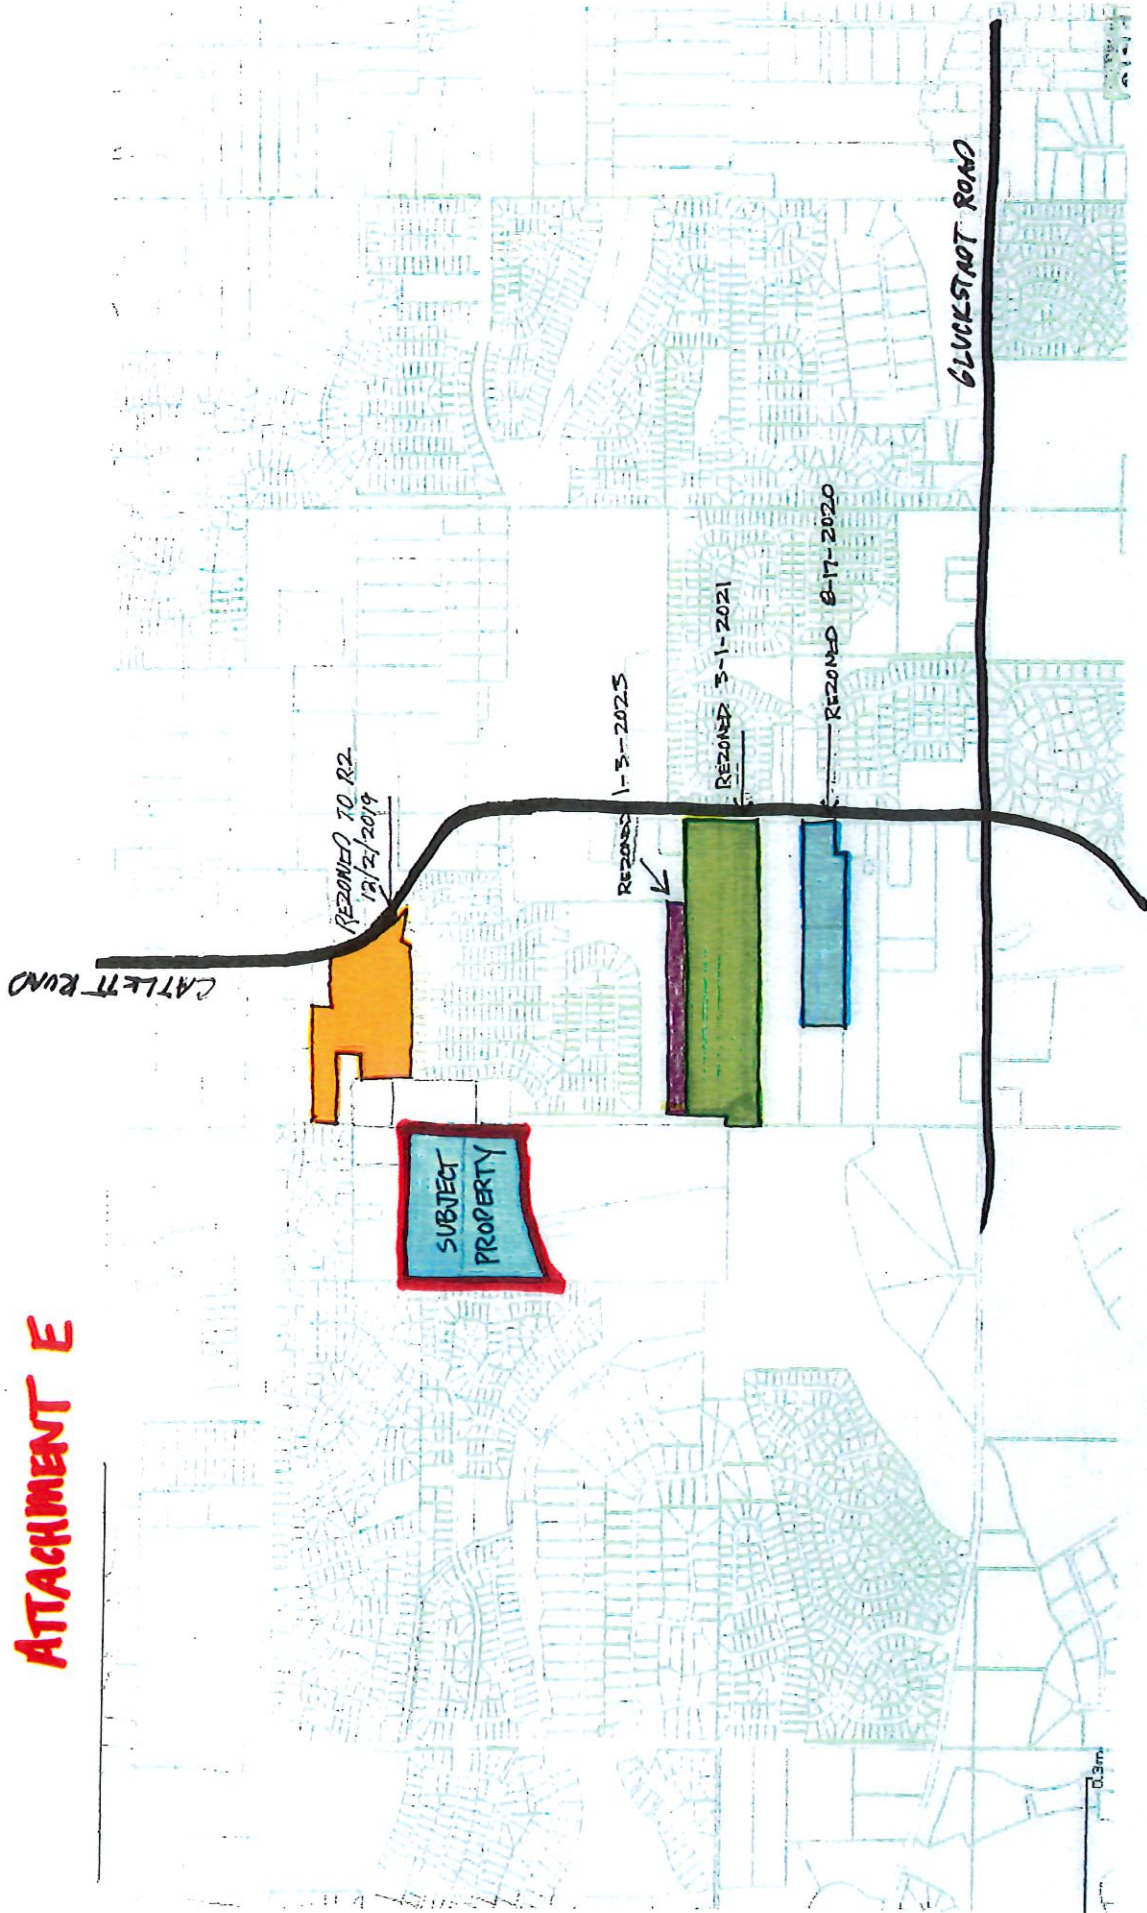 ATTACHMENT E
CATLETT ROAD
REZONED TO R2
12/2/2019
SUBJECT
PROPERTY
REZONED 1-3-2023
REZONED 3-1-2021
REZONED 8-17-2020
GLUCKSTADT ROAD
0.3m